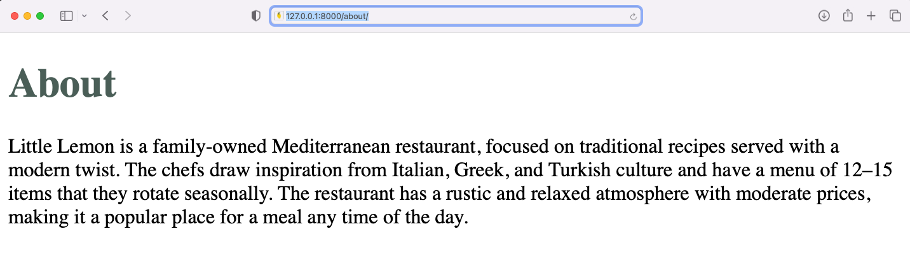 127.0.0.1:8000/about/
About
Little Lemon is a family-owned Mediterranean restaurant, focused on traditional recipes served with a
modern twist. The chefs draw inspiration from Italian, Greek, and Turkish culture and have a menu of 12–15
items that they rotate seasonally. The restaurant has a rustic and relaxed atmosphere with moderate prices,
making it a popular place for a meal any time of the day.